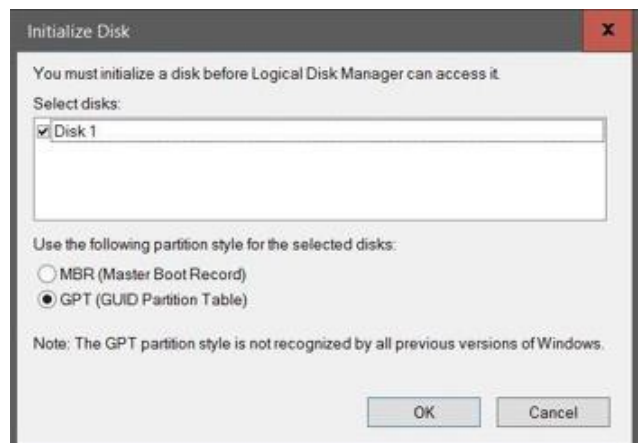 Initialize Disk
x
You must initialize a disk before Logical Disk Manager can access it.
Select disks:
Disk 1
Use the following partition style for the selected disks:
MBR (Master Boot Record)
GPT (GUID Partition Table)
Note: The GPT partition style is not recognized by all previous versions of Windows.
OK Cancel